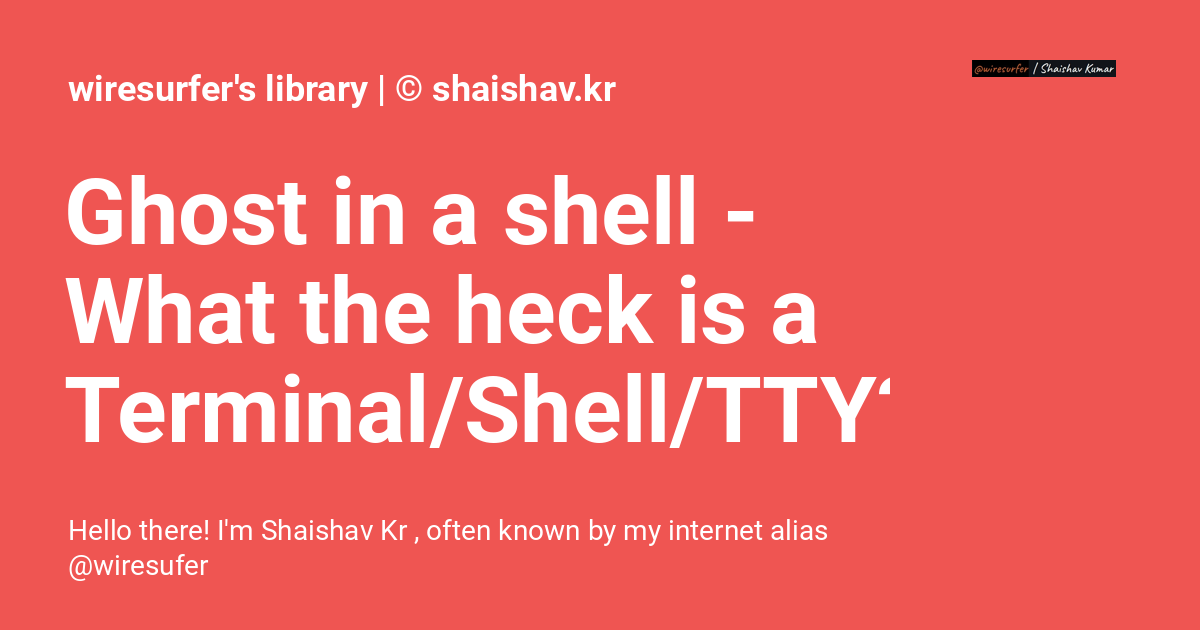 wiresurfer's library | © shaishav.kr
@wiresurfer / Shaishav Kumar
Ghost in a shell -
What the heck is a
Terminal/Shell/TTY
Hello there! I'm Shaishav Kr , often known by my internet alias
@wiresufer